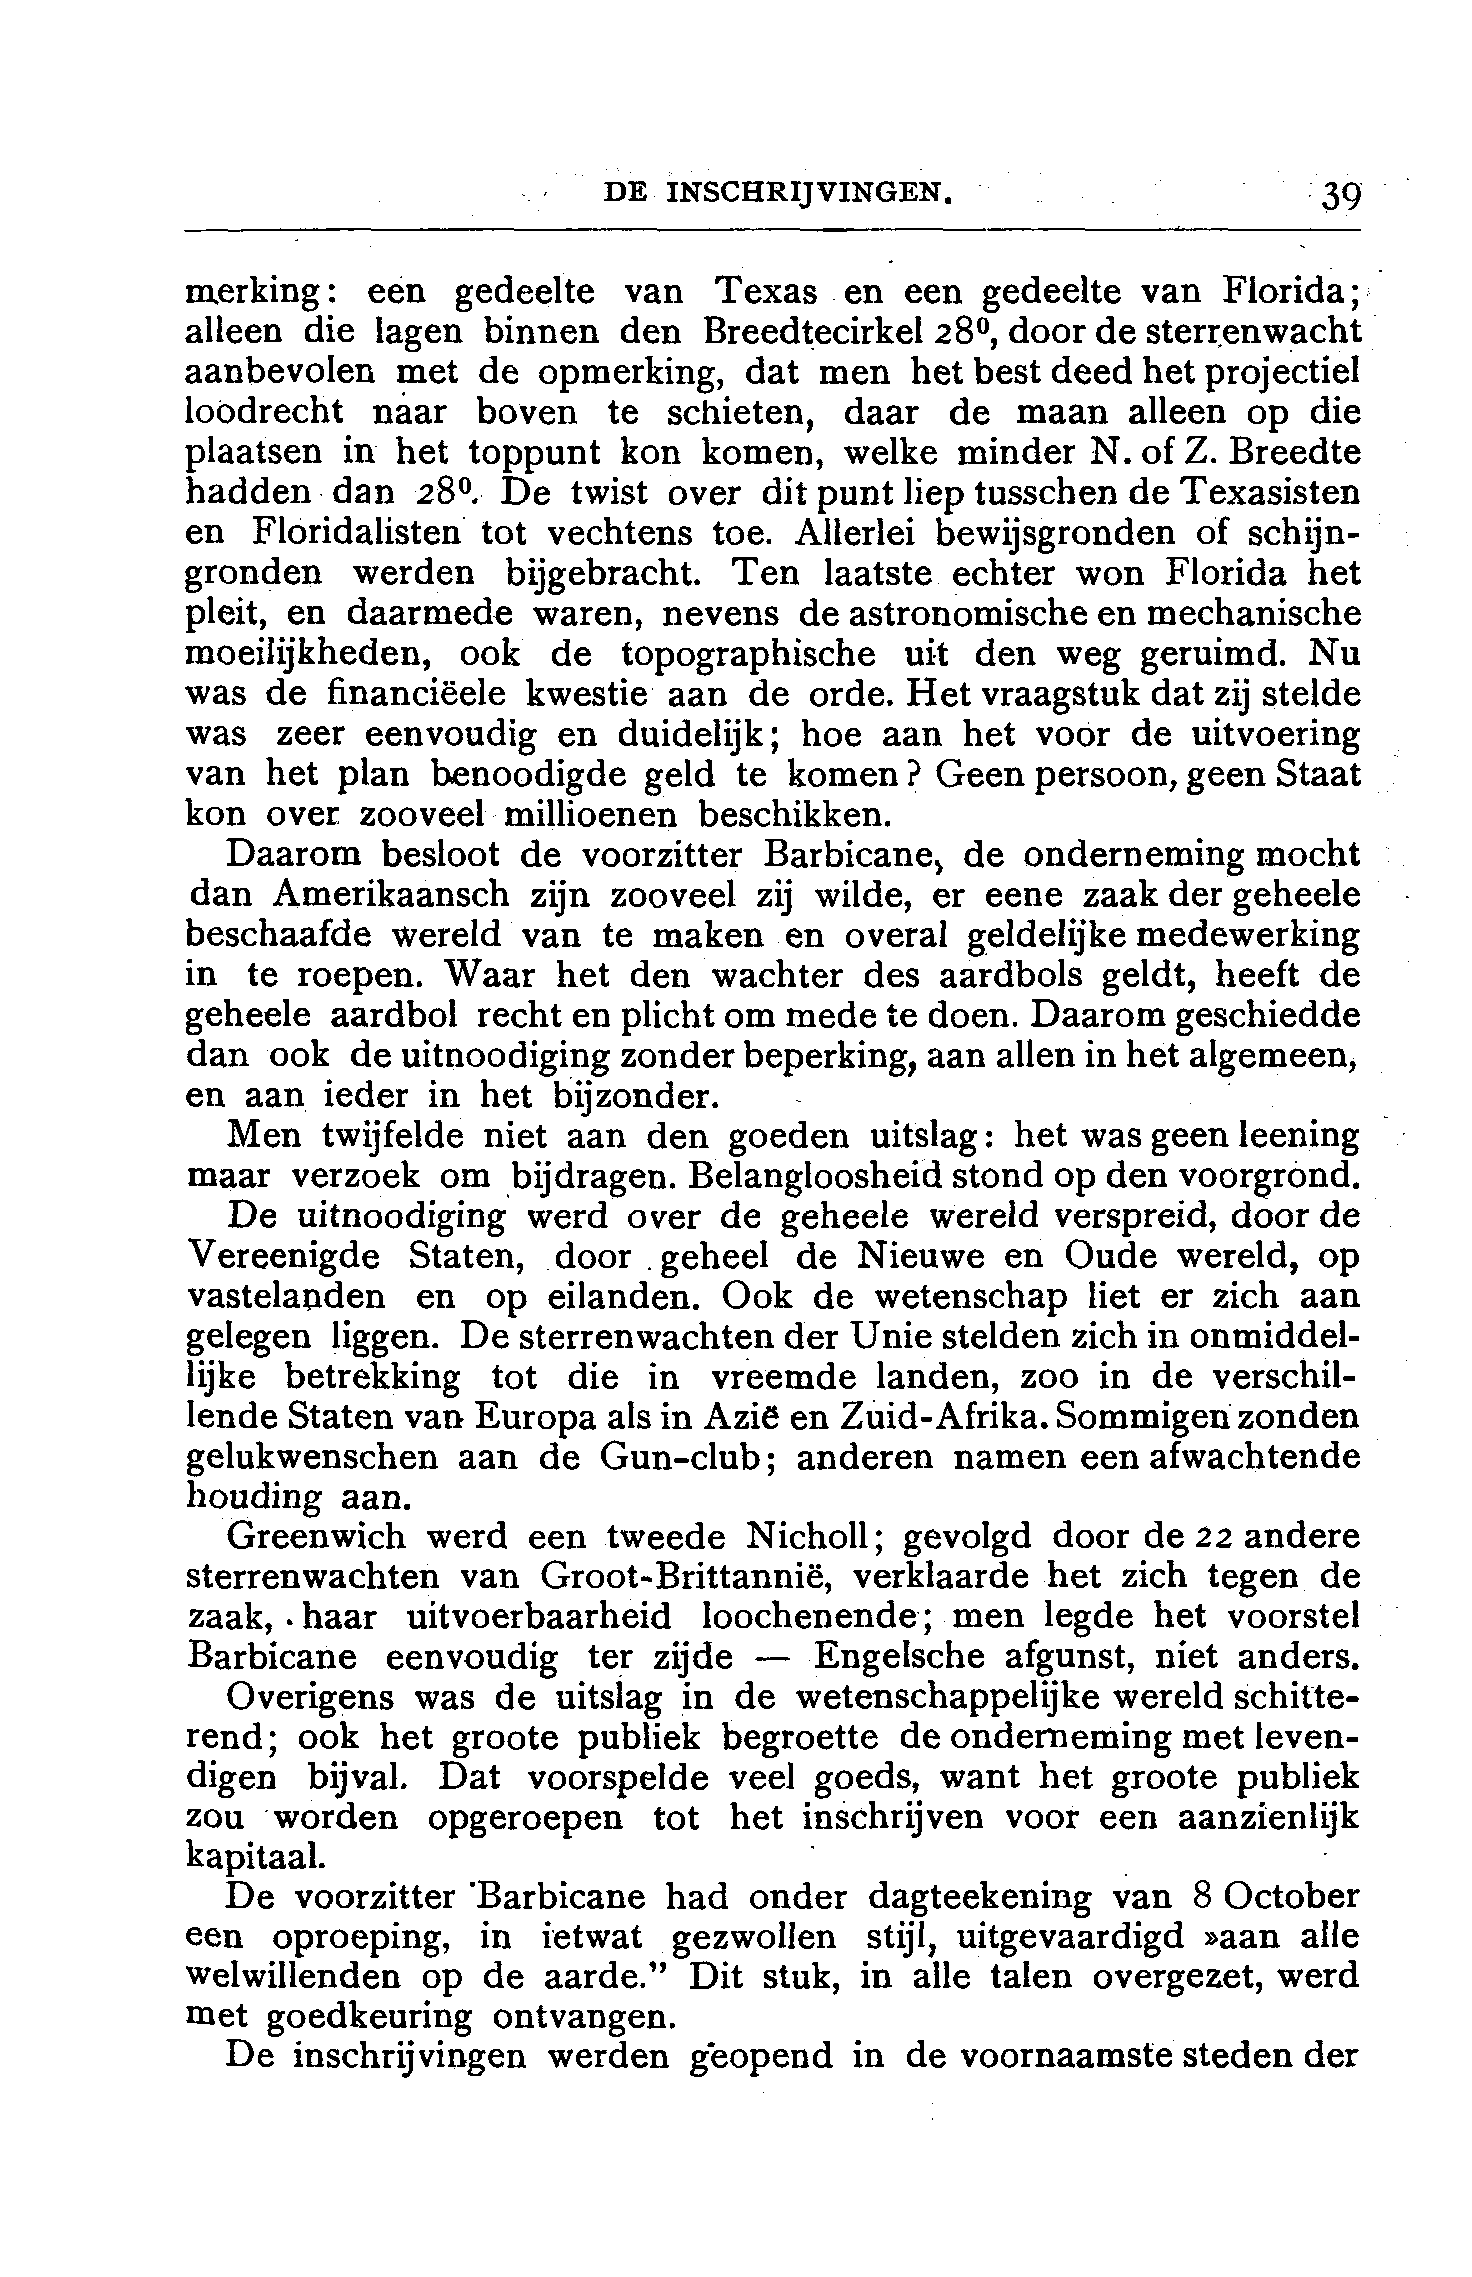 DE INSCHRIJVINGEN. 39
merking: een gedeelte van Texas en een gedeelte van Florida;
alleen die lagen binnen den Breedtecirkel 28⁰, door de sterrenwacht
aanbevolen met de opmerking, dat men het best deed het projectiel
loodrecht naar boven te schieten, daar de maan alleen op die
plaatsen in het toppunt kon komen, welke minder N. of Z. Breedte
hadden dan 28⁰. De twist over dit punt liep tusschen de Texasisten
en Floridalisten tot vechtens toe. Allerlei bewijsgronden of schijn-
gronden werden bijgebracht. Ten laatste echter won Florida het
pleit, en daarmede waren, nevens de astronomische en mechanische
moeilijkheden, ook de topographische uit den weg geruimd. Nu
was de financiëele kwestie aan de orde. Het vraagstuk dat zij stelde
was zeer eenvoudig en duidelijk; hoe aan het voor de uitvoering
van het plan benoodigde geld te komen? Geen persoon, geen Staat
kon over zooveel millioenen beschikken.
Daarom besloot de voorzitter Barbicane, de onderneming mocht
dan Amerikaansch zijn zooveel zij wilde, er eene zaak der geheele
beschaafde wereld van te maken en overal geldelijke medewerking
in te roepen. Waar het den wachter des aardbols geldt, heeft de
geheele aardbol recht en plicht om mede te doen. Daarom geschiedde
dan ook de uitnoodiging zonder beperking, aan allen in het algemeen,
en aan ieder in het bijzonder.
Men twijfelde niet aan den goeden uitslag: het was geen leening
maar verzoek om bijdragen. Belangloosheid stond op den voorgrond.
De uitnoodiging werd over de geheele wereld verspreid, door de
Vereenigde Staten, door geheel de Nieuwe en Oude wereld, op
vastelanden en op eilanden. Ook de wetenschap liet er zich aan
gelegen liggen. De sterrenwachten der Unie stelden zich in onmiddel-
lijke betrekking tot die in vreemde landen, zoo in de verschil-
lende Staten van Europa als in Azië en Zuid-Afrika. Sommigen zonden
gelukwenschen aan de Gun-club; anderen namen een afwachtende
houding aan.
Greenwich werd een tweede Nicholl; gevolgd door de 22 andere
sterrenwachten van Groot-Brittannië, verklaarde het zich tegen de
zaak, haar uitvoerbaarheid loochenende; men legde het voorstel
Barbicane eenvoudig ter zijde — Engelsche afgunst, niet anders.
Overigens was de uitslag in de wetenschappelijke wereld schitte-
rend; ook het groote publiek begroette de onderneming met leven-
digen bijval. Dat voorspelde veel goeds, want het groote publiek
zou worden opgeroepen tot het inschrijven voor een aanzienlijk
kapitaal.
De voorzitter Barbicane had onder dagteekening van 8 October
een oproeping, in ietwat gezwollen stijl, uitgevaardigd »aan alle
welwillenden op de aarde.” Dit stuk, in alle talen overgezet, werd
met goedkeuring ontvangen.
De inschrijvingen werden geopend in de voornaamste steden der